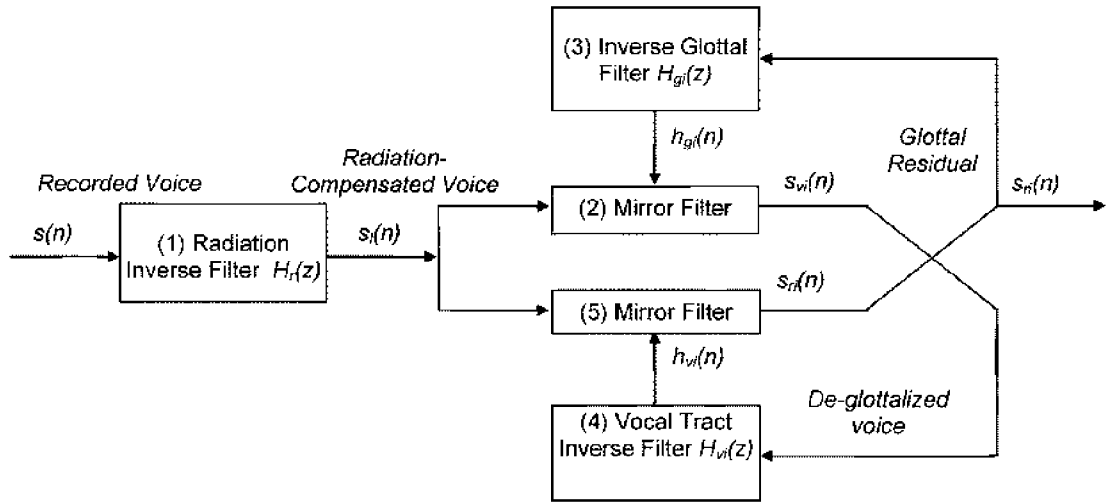 (3) Inverse Glottal
Filter H_gi(z)
h_gi(n)
Glottal
Residual
Radiation-
Compensated Voice
Recorded Voice
s_vi(n)
s_ri(n)
(2) Mirror Filter
s(n)
(1) Radiation
Inverse Filter H_r(z)
s_l(n)
s_ri(n)
(5) Mirror Filter
h_vi(n)
De-glottalized
voice
(4) Vocal Tract
Inverse Filter H_vi(z)